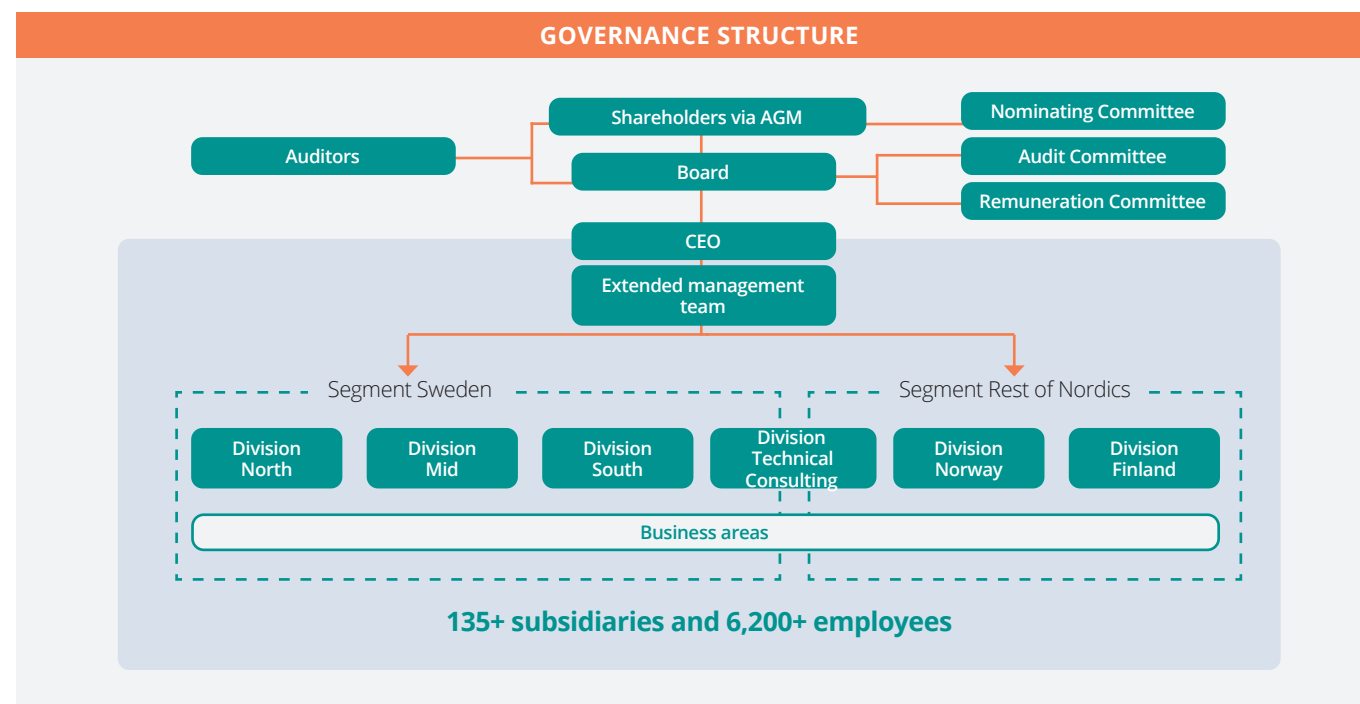 GOVERNANCE STRUCTURE
Shareholders via AGM
Nominating Committee
Auditors
Board
Audit Committee
Remuneration Committee
CEO
Extended management
team
Segment Sweden
Segment Rest of Nordics
Division
North
Division
Mid
Division
South
Division
Technical
Consulting
Division
Norway
Division
Finland
Business areas
135+ subsidiaries and 6,200+ employees